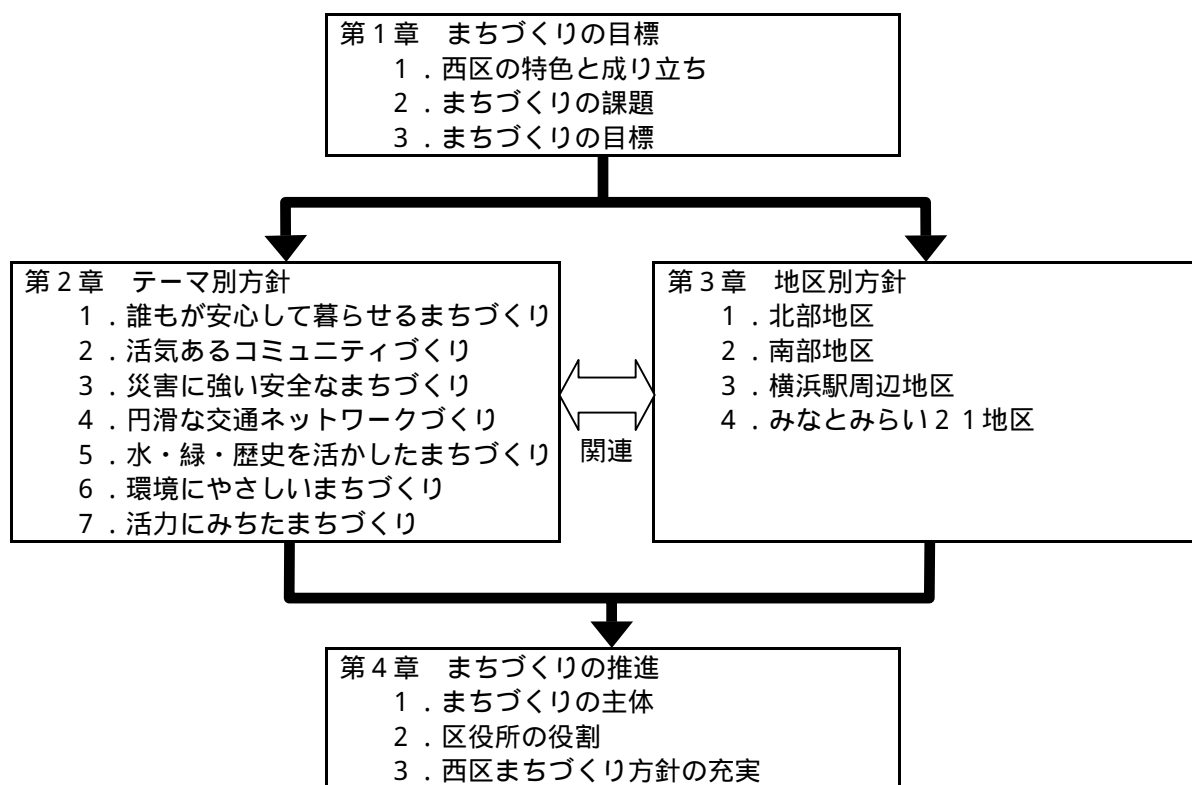 第１章　まちづくりの目標
１．西区の特色と成り立ち
２．まちづくりの課題
３．まちづくりの目標
第２章　テーマ別方針
１．誰もが安心して暮らせるまちづくり
２．活気あるコミュニティづくり
３．災害に強い安全なまちづくり
４．円滑な交通ネットワークづくり
５．水・緑・歴史を活かしたまちづくり
６．環境にやさしいまちづくり
７．活力にみちたまちづくり
関連
第３章　地区別方針
１．北部地区
２．南部地区
３．横浜駅周辺地区
４．みなとみらい２１地区
第４章　まちづくりの推進
１．まちづくりの主体
２．区役所の役割
３．西区まちづくり方針の充実